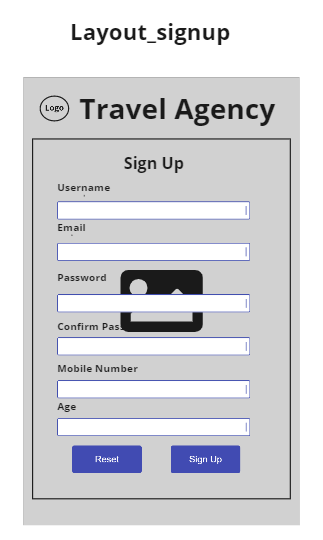 Layout_signup
Logo
Travel Agency
Sign Up
Username
Email
Password
Confirm Pass
Mobile Number
Age
Reset
Sign Up